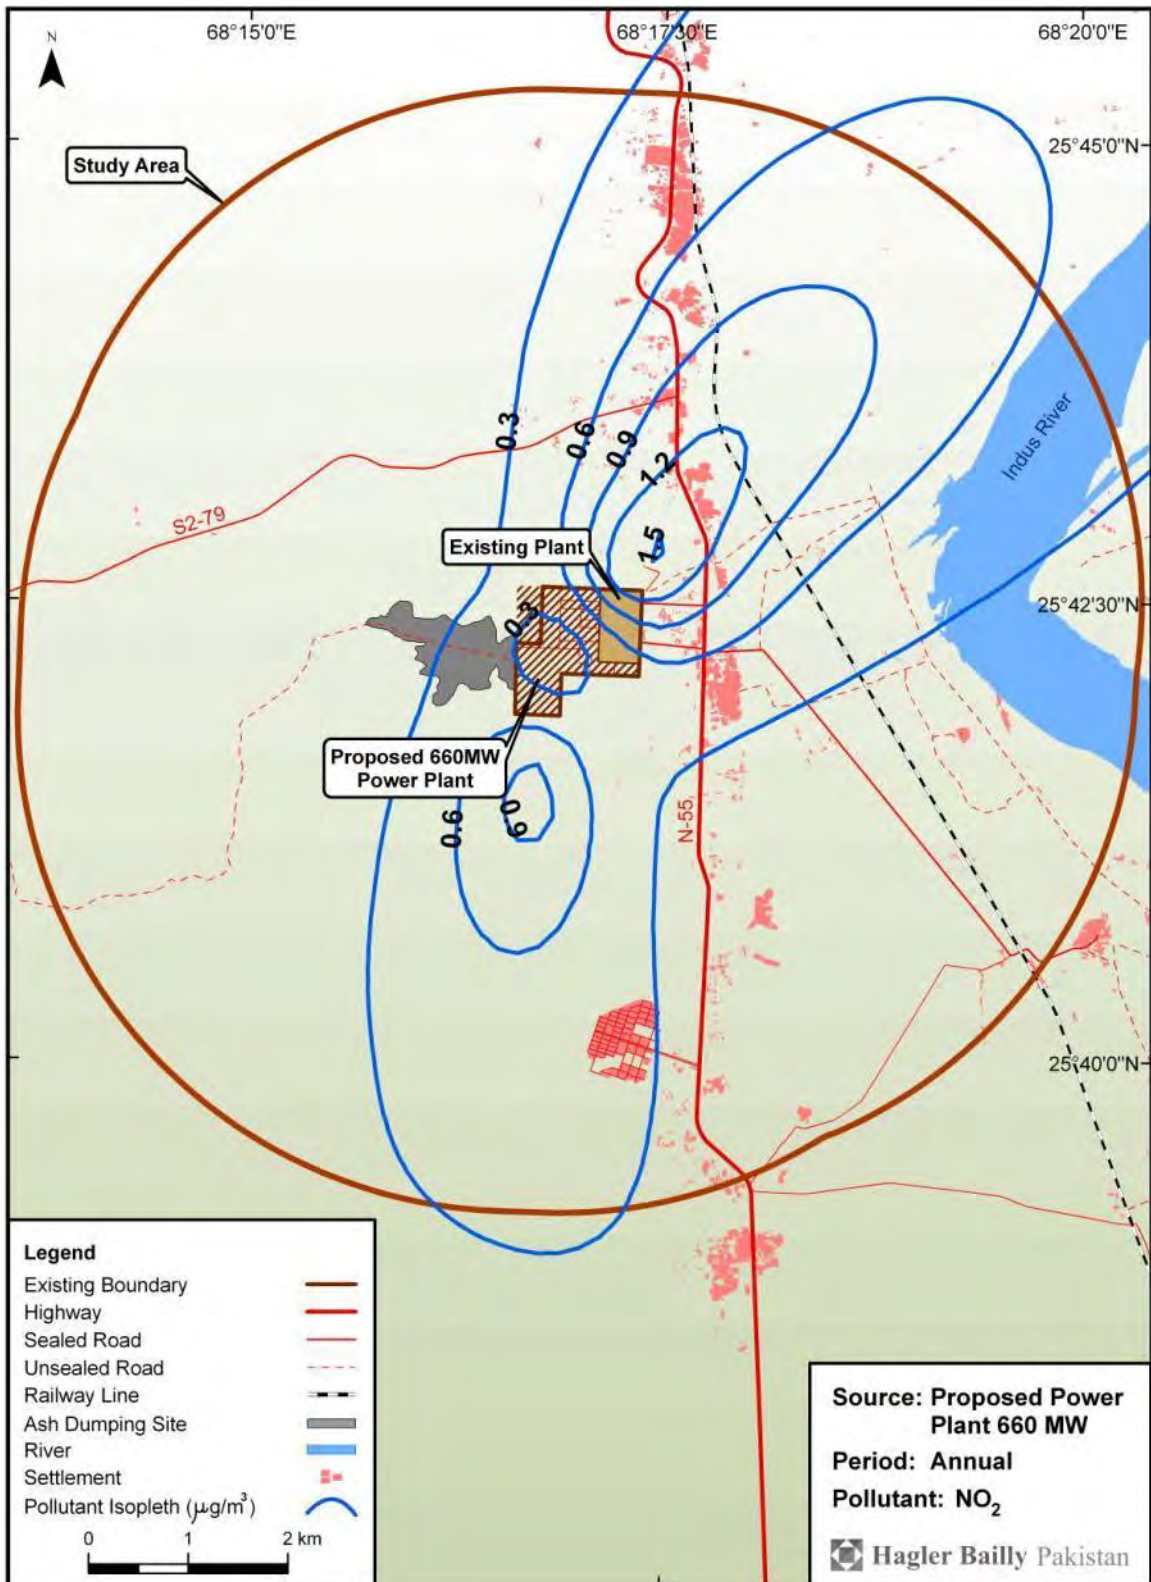 68°15'0"E
68°17'30"E
68°20'0"E
N
25°45'0"N
Study Area
Indus River
0.3
0.6
0.9
1.2
1.5
S2-79
Existing Plant
25°42'30"N
0.3
Proposed 660MW
Power Plant
0.6
0.9
N-55
25°40'0"N
Legend
Existing Boundary
Highway
Sealed Road
Unsealed Road
Railway Line
Ash Dumping Site
River
Settlement
Pollutant Isopleth (µg/m³)
0 1 2 km
Source: Proposed Power
Plant 660 MW
Period: Annual
Pollutant: NO₂
Hagler Bailly Pakistan